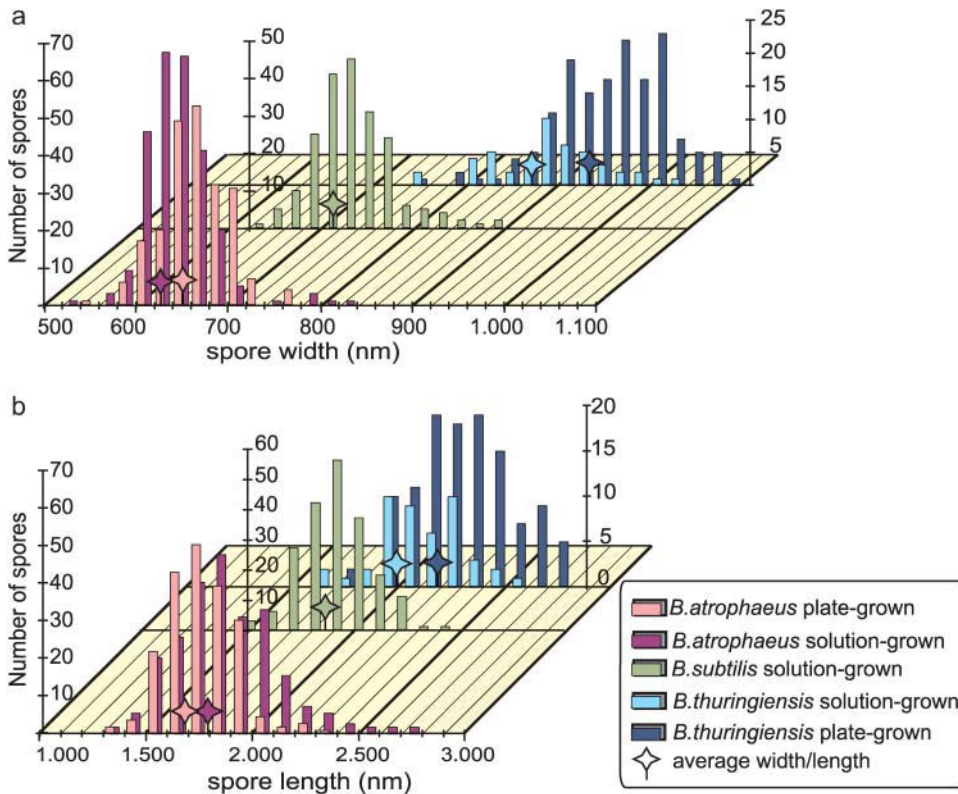 a
70
60
50
40
30
20
10
Number of spores
50
40
30
20
10
25
20
15
10
5
500 600 700 800 900 1.000 1.100
spore width (nm)
b
70
60
50
40
30
20
10
Number of spores
60
50
40
30
20
10
20
15
10
5
0
1.000 1.500 2.000 2.500 3.000
spore length (nm)
B.atrophaeus plate-grown
B.atrophaeus solution-grown
B.subtilis solution-grown
B.thuringiensis solution-grown
B.thuringiensis plate-grown
average width/length